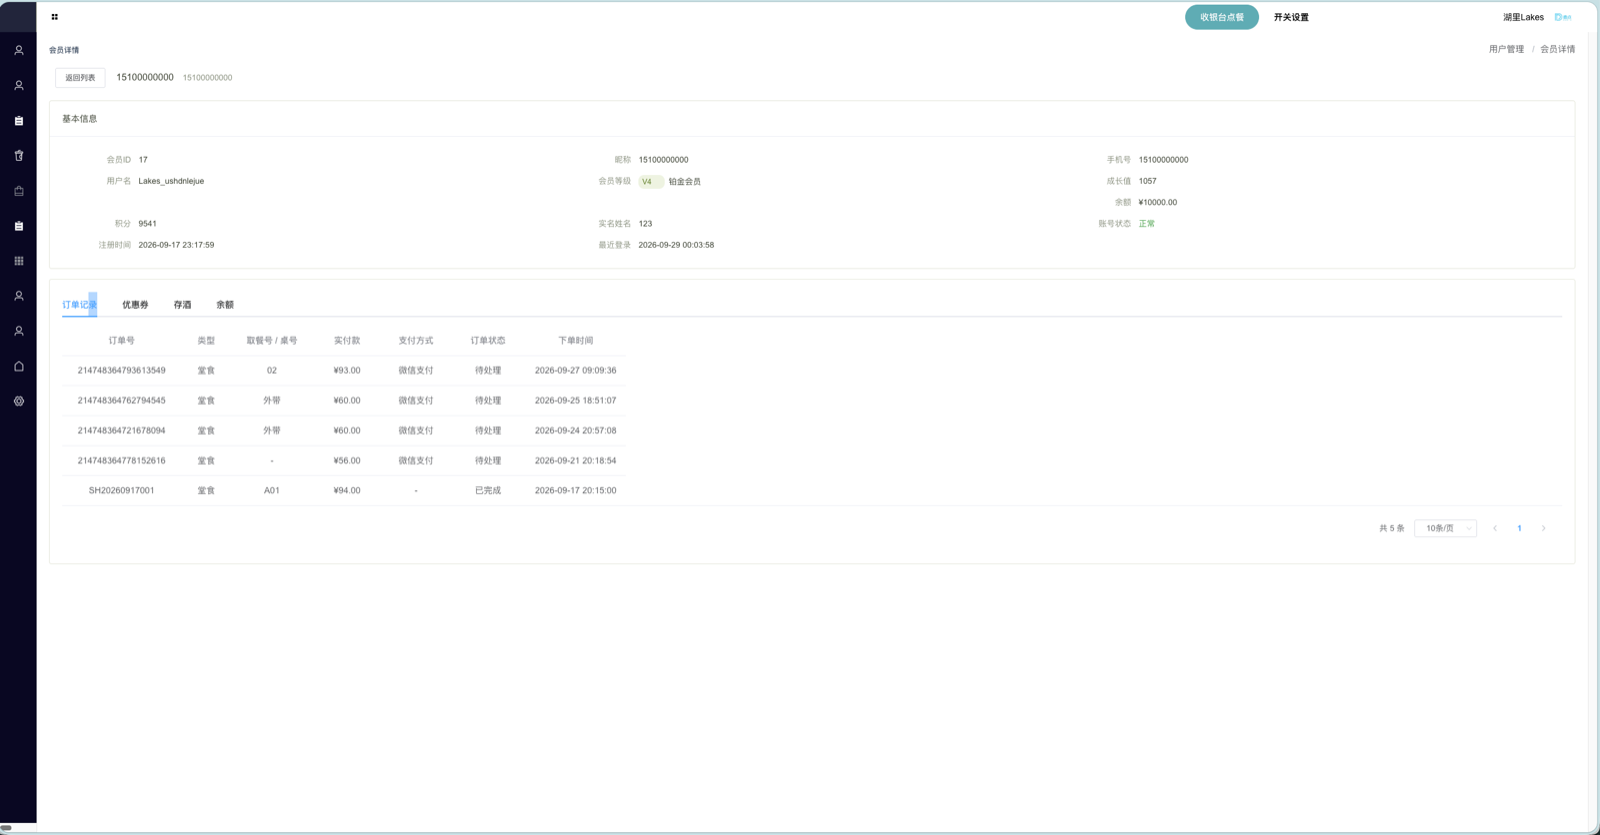 收银台点餐 开关设置 湖里Lakes
会员详情 用户管理 / 会员详情
返回列表 15100000000 15100000000
基本信息
会员ID 17 昵称 15100000000 手机号 15100000000
用户名 Lakes_ushdnlejue 会员等级 V4 铂金会员 成长值 1057
余额 ¥10000.00
积分 9541 实名姓名 123 账号状态 正常
注册时间 2026-09-17 23:17:59 最近登录 2026-09-29 00:03:58
订单记录 优惠券 存酒 余额
订单号 类型 取餐号 / 桌号 实付款 支付方式 订单状态 下单时间
214748364793613549 堂食 02 ¥93.00 微信支付 待处理 2026-09-27 09:09:36
214748364762794545 堂食 外带 ¥60.00 微信支付 待处理 2026-09-25 18:51:07
214748364721678094 堂食 外带 ¥60.00 微信支付 待处理 2026-09-24 20:57:08
214748364778152616 堂食 - ¥56.00 微信支付 待处理 2026-09-21 20:18:54
SH20260917001 堂食 A01 ¥94.00 - 已完成 2026-09-17 20:15:00
共 5 条 10条/页 1